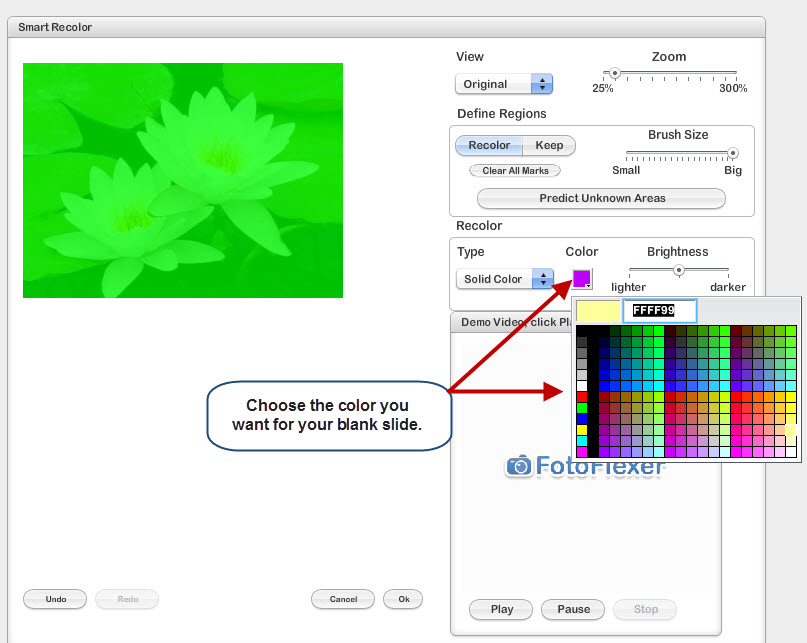 Smart Recolor
View
Zoom
Original
25%
300%
Define Regions
Recolor
Keep
Brush Size
Clear All Marks
Small
Big
Predict Unknown Areas
Recolor
Type
Color
Brightness
Solid Color
lighter
darker
FFFF99
Demo Video, click
Choose the color you
want for your blank slide.
FotoFlexer
Undo
Redo
Cancel
Ok
Play
Pause
Stop